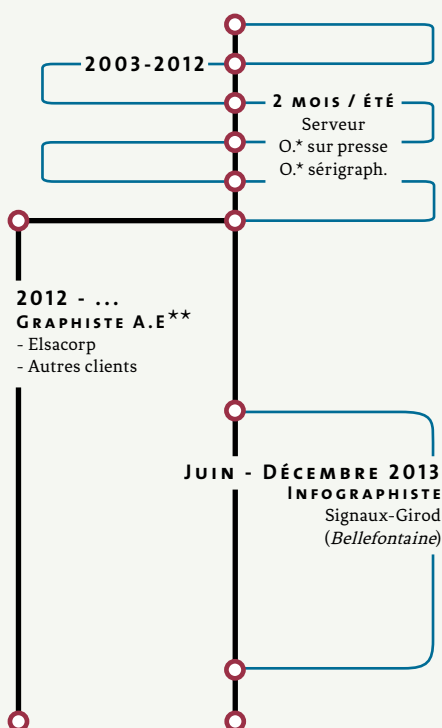 2003-2012
2 MOIS / ÉTÉ
Serveur
O.* sur presse
O.* sérigraph.
2012 - ...
GRAPHISTE A.E**
- Elsacorp
- Autres clients
JUIN - DÉCEMBRE 2013
INFOGRAPHISTE
Signaux-Girod
(Bellefontaine)